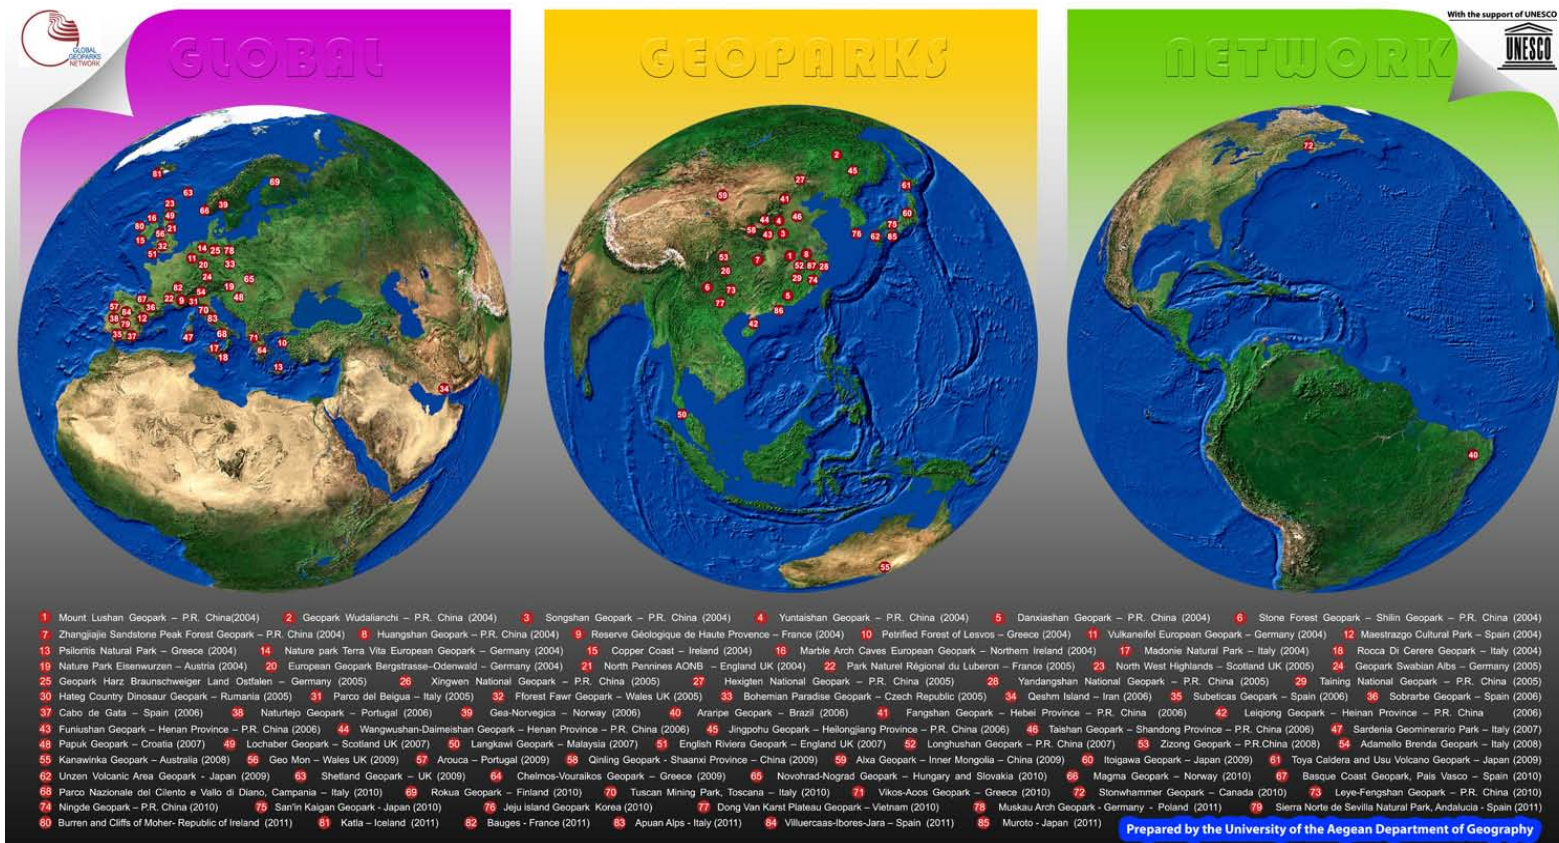 GLOBAL GEOPARKS NETWORK
GLOBAL
GEOPARKS
NETWORK
With the support of UNESCO
UNESCO
1 Mount Lushan Geopark – P.R. China(2004) 2 Geopark Wudalianchi – P.R. China (2004) 3 Songshan Geopark – P.R. China (2004) 4 Yuntaishan Geopark – P.R. China (2004) 5 Danxiashan Geopark – P.R. China (2004) 6 Stone Forest Geopark – Shilin Geopark – P.R. China (2004)
7 Zhangjiajie Sandstone Peak Forest Geopark – P.R. China (2004) 8 Huangshan Geopark – P.R. China (2004) 9 Reserve Géologique de Haute Provence – France (2004) 10 Petrified Forest of Lesvos – Greece (2004) 11 Vulkaneifel European Geopark – Germany (2004) 12 Maestrazgo Cultural Park – Spain (2004)
13 Psiloritis Natural Park – Greece (2004) 14 Nature park Terra Vita European Geopark – Germany (2004) 15 Copper Coast – Ireland (2004) 16 Marble Arch Caves European Geopark – Northern Ireland (2004) 17 Madonie Natural Park – Italy (2004) 18 Rocca Di Cerere Geopark – Italy (2004)
19 Nature Park Eisenwurzen – Austria (2004) 20 European Geopark Bergstrasse–Odenwald – Germany (2004) 21 North Pennines AONB – England UK (2004) 22 Park Naturel Régional du Luberon – France (2005) 23 North West Highlands – Scotland UK (2005) 24 Geopark Swabian Albs – Germany (2005)
25 Geopark Harz Braunschweiger Land Ostfalen – Germany (2005) 26 Xingwen National Geopark – P.R. China (2005) 27 Hexigten National Geopark – P.R. China (2005) 28 Yandangshan National Geopark – P.R. China (2005) 29 Taining National Geopark – P.R. China (2005)
30 Hateg Country Dinosaur Geopark – Rumania (2005) 31 Parco del Beigua – Italy (2005) 32 Fforest Fawr Geopark – Wales UK (2005) 33 Bohemian Paradise Geopark – Czech Republic (2005) 34 Qeshm Island – Iran (2006) 35 Subeticas Geopark – Spain (2006) 36 Sobrarbe Geopark – Spain (2006)
37 Cabo de Gata – Spain (2006) 38 Naturtejo Geopark – Portugal (2006) 39 Gea-Norvegica – Norway (2006) 40 Araripe Geopark – Brazil (2006) 41 Fangshan Geopark – Hebei Province – P.R. China (2006) 42 Leiqiong Geopark – Heinan Province – P.R. China (2006)
43 Funiushan Geopark – Henan Province – P.R. China (2006) 44 Wangwushan-Daimeishan Geopark – Henan Province – P.R. China (2006) 45 Jingpohu Geopark – Heilongjiang Province – P.R. China (2006) 46 Taishan Geopark – Shandong Province – P.R. China (2006) 47 Sardenia Geominerario Park – Italy (2007)
48 Papuk Geopark – Croatia (2007) 49 Lochaber Geopark – Scotland UK (2007) 50 Langkawi Geopark – Malaysia (2007) 51 English Riviera Geopark – England UK (2007) 52 Longhushan Geopark – P.R. China (2007) 53 Zizong Geopark – P.R.China (2008) 54 Adamello Brenda Geopark – Italy (2008)
55 Kanawinka Geopark – Australia (2008) 56 Geo Mon – Wales UK (2009) 57 Arouca – Portugal (2009) 58 Qinling Geopark - Shaanxi Province – China (2009) 59 Alxa Geopark – Inner Mongolia – China (2009) 60 Itoigawa Geopark – Japan (2009) 61 Toya Caldera and Usu Volcano Geopark – Japan (2009)
62 Unzen Volcanic Area Geopark - Japan (2009) 63 Shetland Geopark – UK (2009) 64 Chelmos-Vouraikos Geopark – Greece (2009) 65 Novohrad-Nograd Geopark – Hungary and Slovakia (2010) 66 Magma Geopark – Norway (2010) 67 Basque Coast Geopark, Pais Vasco – Spain (2010)
68 Parco Nazionale del Cilento e Vallo di Diano, Campania – Italy (2010) 69 Rokua Geopark – Finland (2010) 70 Tuscan Mining Park, Toscana – Italy (2010) 71 Vikos-Aoos Geopark – Greece (2010) 72 Stonwhammer Geopark – Canada (2010) 73 Leye-Fengshan Geopark – P.R. China (2010)
74 Ningde Geopark – P.R. China (2010) 75 San'in Kaigan Geopark - Japan (2010) 76 Jeju island Geopark Korea (2010) 77 Dong Van Karst Plateau Geopark – Vietnam (2010) 78 Muskau Arch Geopark - Germany - Poland (2011) 79 Sierra Norte de Sevilla Natural Park, Andalucia - Spain (2011)
80 Burren and Cliffs of Moher- Republic of Ireland (2011) 81 Katla – Iceland (2011) 82 Bauges - France (2011) 83 Apuan Alps - Italy (2011) 84 Villuercaas-Ibores-Jara – Spain (2011) 85 Muroto - Japan (2011)
Prepared by the University of the Aegean Department of Geography